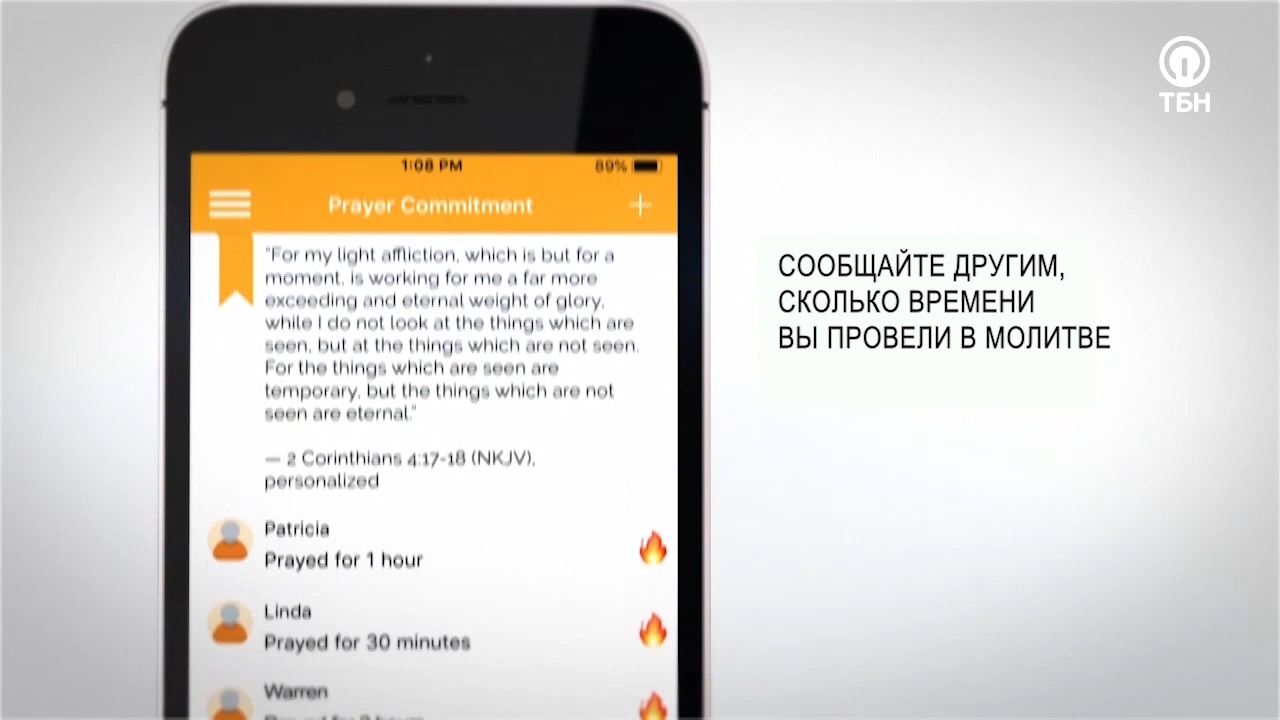 ТБН
1:08 PM
89%
Prayer Commitment
"For my light affliction, which is but for a
moment, is working for me a far more
exceeding and eternal weight of glory,
while I do not look at the things which are
seen, but at the things which are not seen.
For the things which are seen are
temporary, but the things which are not
seen are eternal."
— 2 Corinthians 4:17-18 (NKJV),
personalized
Patricia
Prayed for 1 hour
Linda
Prayed for 30 minutes
Warren
СООБЩАЙТЕ ДРУГИМ,
СКОЛЬКО ВРЕМЕНИ
ВЫ ПРОВЕЛИ В МОЛИТВЕ